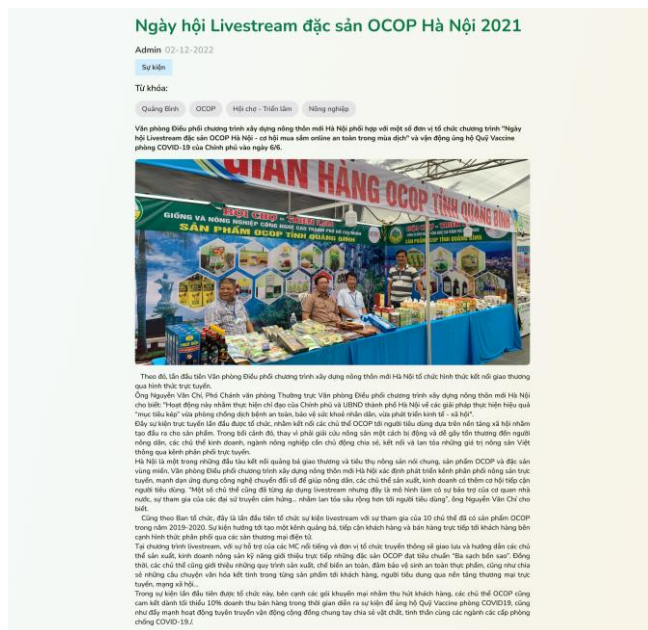 Ngày hội Livestream đặc sản OCOP Hà Nội 2021
Admin 02-12-2022
Sự kiện
Từ khóa:
Quảng Bình OCOP Hội chợ - Triển lãm Nông nghiệp
Văn phòng Điều phối chương trình xây dựng nông thôn mới Hà Nội phối hợp với một số đơn vị tổ chức chương trình "Ngày
hội Livestream đặc sản OCOP Hà Nội - cơ hội mua sắm online an toàn trong mùa dịch" và vận động ủng hộ Quỹ Vaccine
phòng COVID-19 của Chính phủ vào ngày 6/6.
GIAN HÀNG OCOP TỈNH QUẢNG BÌNH
HỘI CHỢ - TRIỂN LÃM
GIỐNG VÀ NÔNG NGHIỆP CÔNG NGHỆ CAO THÀNH PHỐ HỒ CHÍ MINH
SẢN PHẨM OCOP TỈNH QUẢNG BÌNH
HỘI CHỢ - TRIỂN LÃM
SẢN PHẨM OCOP TỈNH QUẢNG BÌNH
Theo đó, lần đầu tiên Văn phòng Điều phối chương trình xây dựng nông thôn mới Hà Nội tổ chức hình thức kết nối giao thương
qua hình thức trực tuyến.
Ông Nguyễn Văn Chí, Phó Chánh văn phòng Thường trực Văn phòng Điều phối chương trình xây dựng nông thôn mới Hà Nội
cho biết: "Hoạt động này nhằm thực hiện chỉ đạo của Chính phủ và UBND thành phố Hà Nội về các giải pháp thực hiện hiệu quả
"mục tiêu kép" vừa phòng chống dịch bệnh an toàn, bảo vệ sức khoẻ nhân dân, vừa phát triển kinh tế - xã hội".
Đây sự kiện trực tuyến lần đầu được tổ chức, nhằm kết nối các chủ thể OCOP tới người tiêu dùng dựa trên nền tảng xã hội nhằm
tạo đầu ra cho sản phẩm. Trong bối cảnh đó, thay vì phải giải cứu nông sản một cách bị động và dễ gây tổn thương đến người
nông dân, các chủ thể kinh doanh, ngành nông nghiệp cần chủ động chia sẻ, kết nối và lan tỏa những giá trị nông sản Việt
thông qua kênh phân phối trực tuyến.
Hà Nội là một trong những đầu tàu kết nối quảng bá giao thương và tiêu thụ nông sản nói chung, sản phẩm OCOP và đặc sản
vùng miền, Văn phòng Điều phối chương trình xây dựng nông thôn mới Hà Nội xác định phát triển kênh phân phối nông sản trực
tuyến, mạnh dạn ứng dụng công nghệ chuyển đổi số để giúp nông dân, các chủ thể sản xuất, kinh doanh có thêm cơ hội tiếp cận
người tiêu dùng. "Một số chủ thể cũng đã từng áp dụng livestream nhưng đây là mô hình làm có sự bảo trợ của cơ quan nhà
nước, sự tham gia của các đại sứ truyền cảm hứng... nhằm lan tỏa sâu rộng hơn tới người tiêu dùng", ông Nguyễn Văn Chí cho
biết.
Cũng theo Ban tổ chức, đây là lần đầu tiên tổ chức sự kiện livestream với sự tham gia của 10 chủ thể đã có sản phẩm OCOP
trong năm 2019-2020. Sự kiện hướng tới tạo một kênh quảng bá, tiếp cận khách hàng và bán hàng trực tiếp tới khách hàng bên
cạnh hình thức phân phối qua các sàn thương mại điện tử.
Tại chương trình livestream, với sự hỗ trợ của các MC nổi tiếng và đơn vị tổ chức truyền thông sẽ giao lưu và hướng dẫn các chủ
thể sản xuất, kinh doanh nông sản kỹ năng giới thiệu trực tiếp những đặc sản OCOP đạt tiêu chuẩn "Ba sạch bốn sao". Đồng
thời, các chủ thể cũng giới thiệu những quy trình sản xuất, chế biến an toàn, đảm bảo vệ sinh an toàn thực phẩm, cũng như chia
sẻ những câu chuyện văn hóa kết tinh trong từng sản phẩm tới khách hàng, người tiêu dùng qua nền tảng thương mại trực
tuyến, mạng xã hội...
Trong sự kiện lần đầu tiên được tổ chức này, bên cạnh các gói khuyến mại nhằm thu hút khách hàng, các chủ thể OCOP cũng
cam kết dành tối thiểu 10% doanh thu bán hàng trong thời gian diễn ra sự kiện để ủng hộ Quỹ Vaccine phòng COVID19, cũng
như đẩy mạnh hoạt động tuyên truyền vận động cộng đồng chung tay chia sẻ vật chất, tinh thần cùng các ngành các cấp phòng
chống COVID-19./.